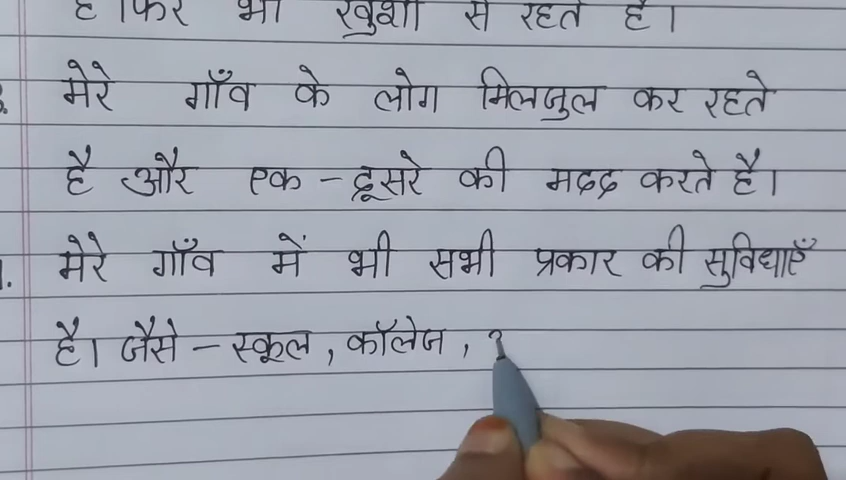 है फिर भी खुशी से रहते है।
मेरे गाँव के लोग मिलजुल कर रहते
है और एक - दूसरे की मदद करते है।
मेरे गाँव में भी सभी प्रकार की सुविधाएँ
है। जैसे - स्कूल, कॉलेज,